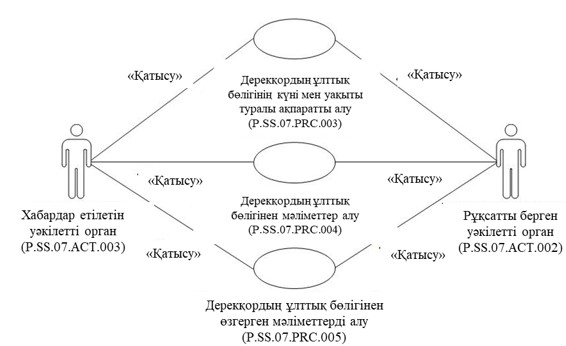 «Қатысу»
«Қатысу»
Дерекқордың ұлттық
бөлігінің күні мен уақыты
туралы ақпаратты алу
(P.SS.07.PRC.003)
«Қатысу»
«Қатысу»
Дерекқордың ұлттық
бөлігінен мәліметтер алу
(P.SS.07.PRC.004)
Хабардар етілетін
уәкілетті орган
(P.SS.07.ACT.003)
Рұқсатты берген
уәкілетті орган
(P.SS.07.ACT.002)
«Қатысу»
«Қатысу»
Дерекқордың ұлттық бөлігінен
өзгерген мәліметтерді алу
(P.SS.07.PRC.005)